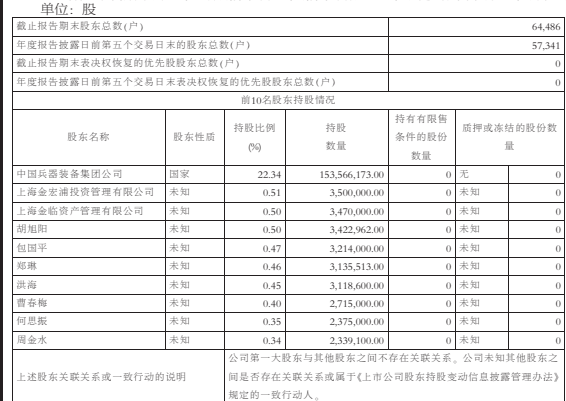 单位：股
截止报告期末股东总数(户) 64,486
年度报告披露日前第五个交易日末的股东总数(户) 57,341
截止报告期末表决权恢复的优先股股东总数(户) 0
年度报告披露日前第五个交易日末表决权恢复的优先股股东总数(户) 0
前10名股东持股情况
股东名称 股东性质 持股比例(%) 持股数量 持有有限售条件的股份数量 质押或冻结的股份数量
中国兵器装备集团公司 国家 22.34 153,566,173.00 0 无 0
上海金宏浦投资管理有限公司 未知 0.51 3,500,000.00 0 未知 0
上海金临资产管理有限公司 未知 0.50 3,470,000.00 0 未知 0
胡旭阳 未知 0.50 3,422,962.00 0 未知 0
包国平 未知 0.47 3,214,000.00 0 未知 0
郑琳 未知 0.46 3,135,513.00 0 未知 0
洪海 未知 0.45 3,118,600.00 0 未知 0
曹春梅 未知 0.40 2,715,000.00 0 未知 0
何思振 未知 0.35 2,375,000.00 0 未知 0
周金水 未知 0.34 2,339,100.00 0 未知 0
上述股东关联关系或一致行动的说明
公司第一大股东与其他股东之间不存在关联关系。公司未知其他股东之
间是否存在关联关系或属于《上市公司股东持股变动信息披露管理办法》
规定的一致行动人。